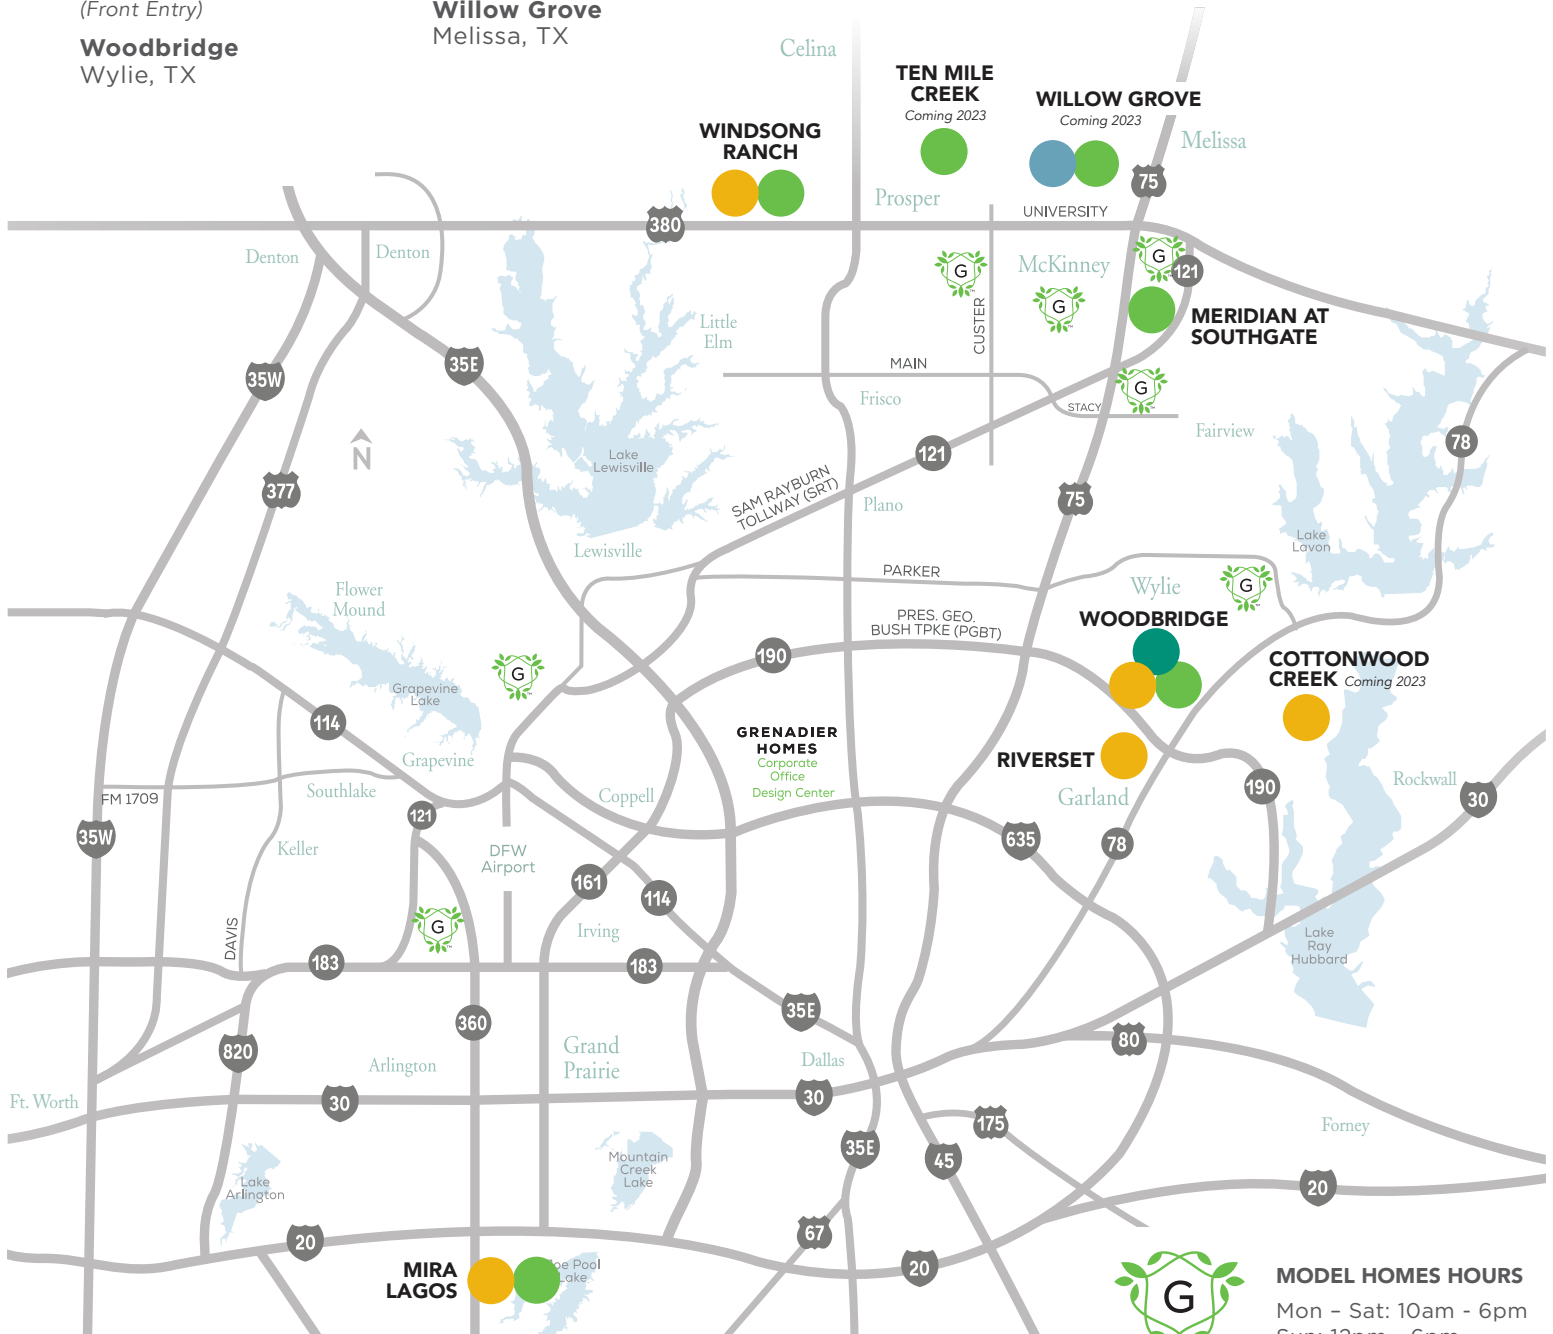 (Front Entry)
Woodbridge
Wylie, TX
Willow Grove
Melissa, TX
Celina
TEN MILE
CREEK
Coming 2023
WILLOW GROVE
Coming 2023
WINDSONG
RANCH
Melissa
75
Prosper
UNIVERSITY
380
Denton
Denton
G
McKinney
G
121
G
CUSTER
MERIDIAN AT
SOUTHGATE
Little
Elm
35W
35E
MAIN
G
Frisco
STACY
Fairview
N
Lake
Lewisville
121
78
377
SAM RAYBURN
TOLLWAY (SRT)
75
Plano
Lake
Lavon
Lewisville
PARKER
Wylie
G
Flower
Mound
PRES. GEO.
BUSH TPKE (PGBT)
WOODBRIDGE
190
G
COTTONWOOD
CREEK Coming 2023
Grapevine
Lake
114
GRENADIER
HOMES
Corporate
Office
Design Center
RIVERSET
Grapevine
Southlake
Coppell
Garland
190
Rockwall
30
FM 1709
121
35W
635
78
Keller
DFW
Airport
161
114
DAVIS
G
Irving
Lake
Ray
Hubbard
183
183
360
35E
820
Grand
Prairie
80
Arlington
Dallas
Ft. Worth
30
30
175
Forney
35E
45
Mountain
Creek
Lake
Lake
Arlington
20
20
67
20
MIRA
LAGOS
oe Pool
Lake
G
MODEL HOMES HOURS
Mon – Sat: 10am - 6pm
Sun: 12pm - 6pm